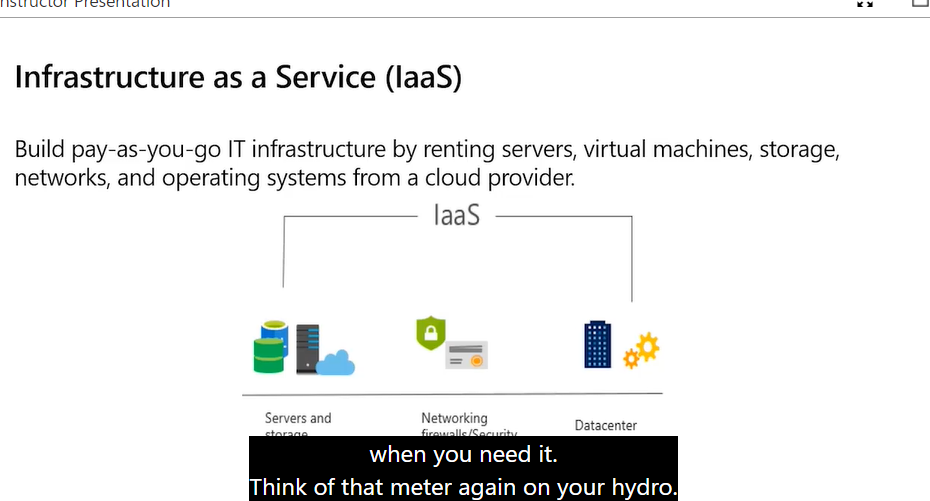 nstructor Presentation
Infrastructure as a Service (IaaS)
Build pay-as-you-go IT infrastructure by renting servers, virtual machines, storage,
networks, and operating systems from a cloud provider.
IaaS
Servers and
storage
Networking
firewalls/Security
Datacenter
when you need it.
Think of that meter again on your hydro.